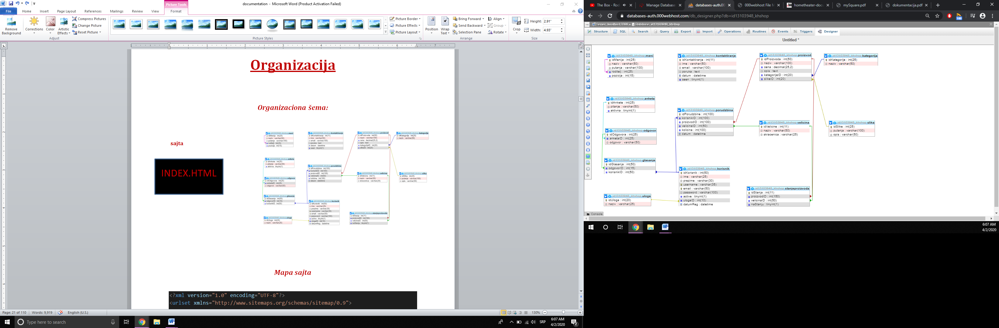 documentation - Microsoft Word (Product Activation Failed)
Picture Tools
File Home Insert Page Layout References Mailings Review View Format
Remove Background
Corrections
Color
Artistic Effects
Compress Pictures
Change Picture
Reset Picture
Adjust
Picture Styles
Picture Border
Picture Effects
Picture Layout
Position
Wrap Text
Bring Forward
Send Backward
Selection Pane
Align
Group
Rotate
Arrange
Crop
Height: 2.91"
Width: 4.93"
Size
Organizacija
Organizaciona šema:
sajta
INDEX.HTML
Mapa sajta
<?xml version="1.0" encoding="UTF-8"?>
<urlset xmlns="http://www.sitemaps.org/schemas/sitemap/0.9">
Page: 21 of 110 Words: 9,919 English (U.S.) 130%
Type here to search
SRP
6:07 AM
4/2/2020
2
The Box - Rod
Manage Database
databases-auth.00
000webhost File M
hometheater-docu
mySquare.pdf
dokumentacija.pdf
databases-auth.000webhost.com/db_designer.php?db=id13103948_khshop
100
Server: localhost:3306 » Database: id13103948_khshop
Structure SQL Search Query Export Import Operations Routines Events Triggers Designer
Untitled *
id13103948_khshop meni
idMenija : int(25)
naziv : varchar(50)
putanja : varchar(100)
roditelj : int(25)
pozicija : int(15)
id13103948_khshop kontaktiranje
idKontaktiranje : int(11)
ime : varchar(50)
email : varchar(100)
poruka : text
datum : datetime
seen : tinyint(1)
id13103948_khshop proizvod
idProizvoda : int(50)
naziv : varchar(100)
cena : decimal(25,2)
opis : text
kategorijeID : int(20)
slikeID : int(20)
id13103948_khshop kategorija
idKategorije : int(25)
naziv : varchar(50)
id13103948_khshop anketa
idAnkete : int(25)
pitanje : varchar(50)
aktivna : tinyint(1)
id13103948_khshop porudzbina
idPorudzbine : int(100)
korisnikID : int(100)
proizvodID : int(100)
velicinaID : int(50)
kolicina : int(100)
datum : datetime
id13103948_khshop velicina
idVelicine : int(11)
naziv : varchar(50)
skracenica : varchar(25)
id13103948_khshop slika
idSlike : int(25)
putanja : varchar(100)
opis : varchar(50)
id13103948_khshop odgovor
idOdgovora : int(25)
anketaID : int(25)
odgovor : varchar(50)
id13103948_khshop glasanje
idGlasanja : int(50)
odgovorID : int(15)
korisnikID : int(50)
id13103948_khshop korisnik
idKorisnik : int(50)
ime : varchar(25)
prezime : varchar(30)
username : varchar(35)
email : varchar(50)
password : varchar(100)
active : tinyint(1)
ulogaID : int(10)
datumReg : datetime
id13103948_khshop uloga
idUloga : int(20)
naziv : varchar(25)
id13103948_khshop stanjeproizvoda
idStanja : int(11)
proizvodID : int(150)
velicinaID : int(50)
naStanju : tinyint(1)
Console
6:07 AM
4/2/2020